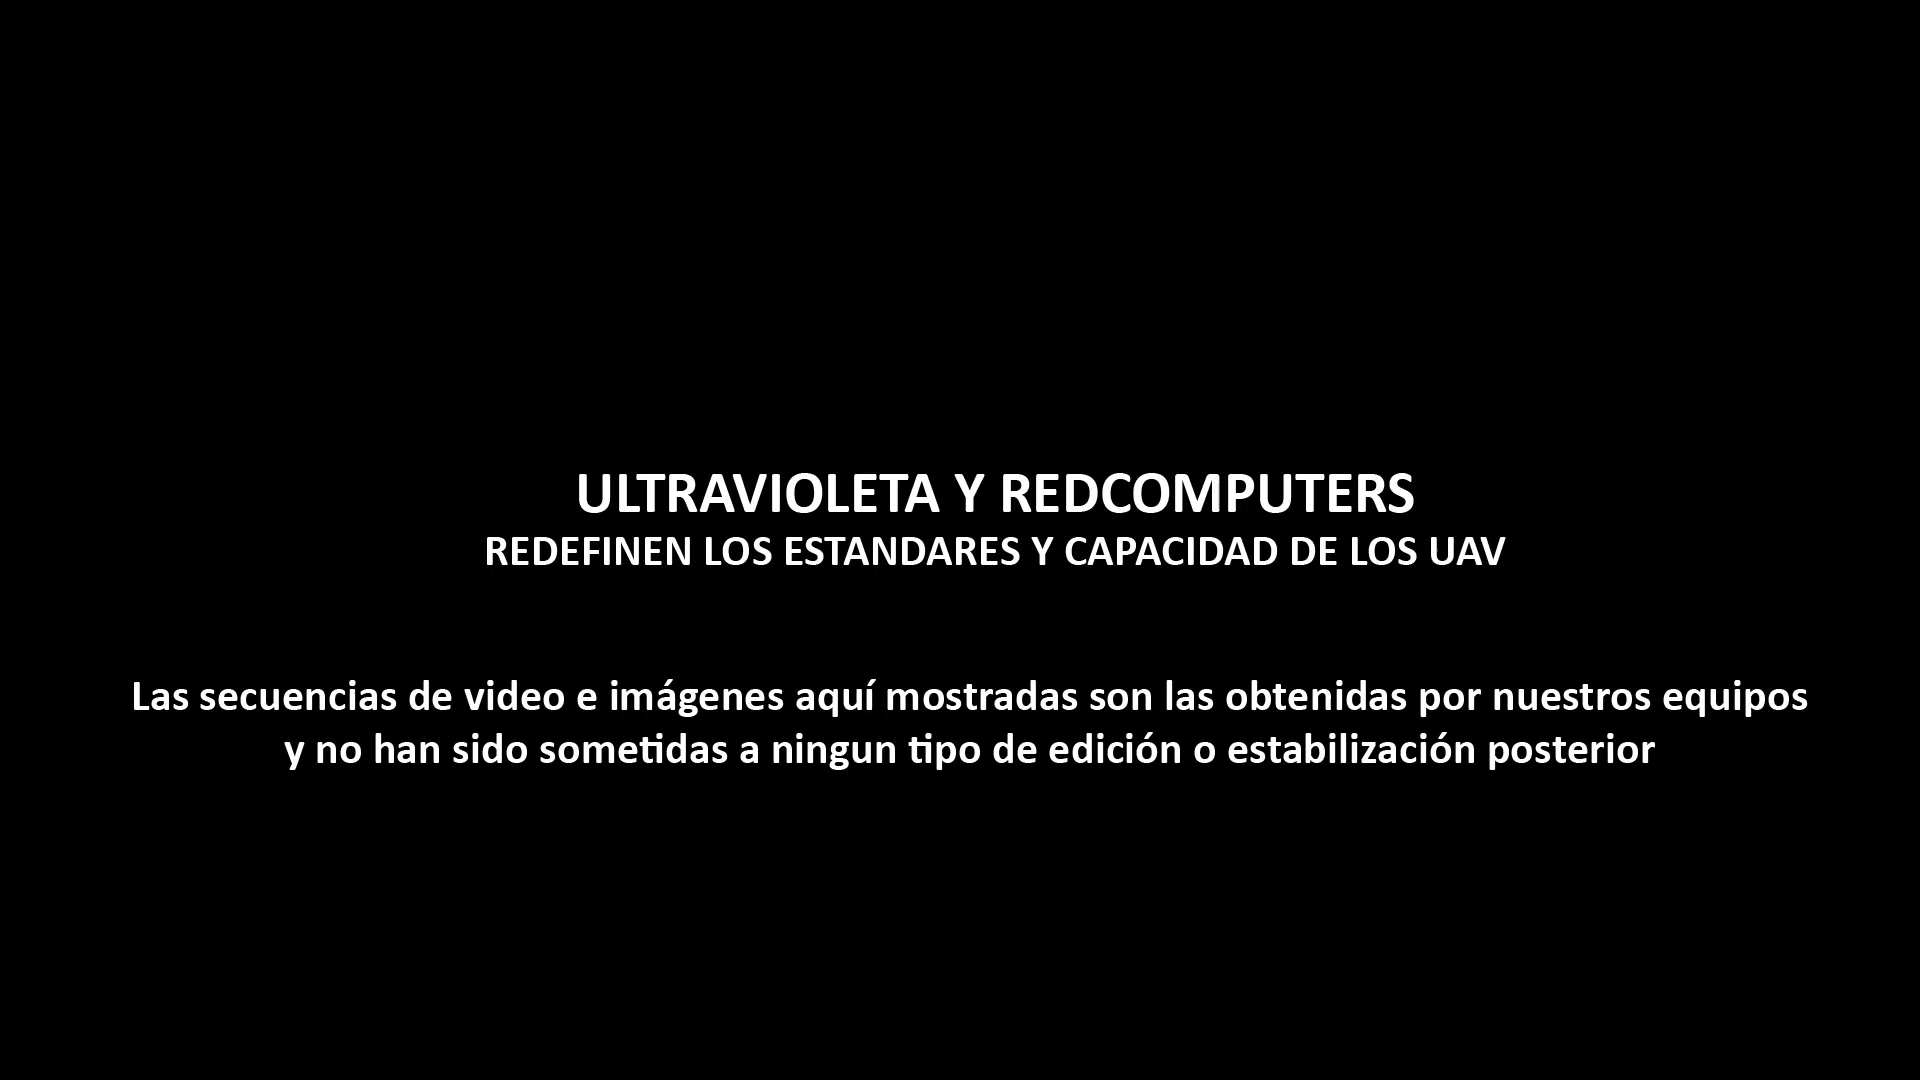 ULTRAVIOLETA Y REDCOMPUTERS
REDEFINEN LOS ESTANDARES Y CAPACIDAD DE LOS UAV
Las secuencias de video e imágenes aquí mostradas son las obtenidas por nuestros equipos
y no han sido sometidas a ningun tipo de edición o estabilización posterior